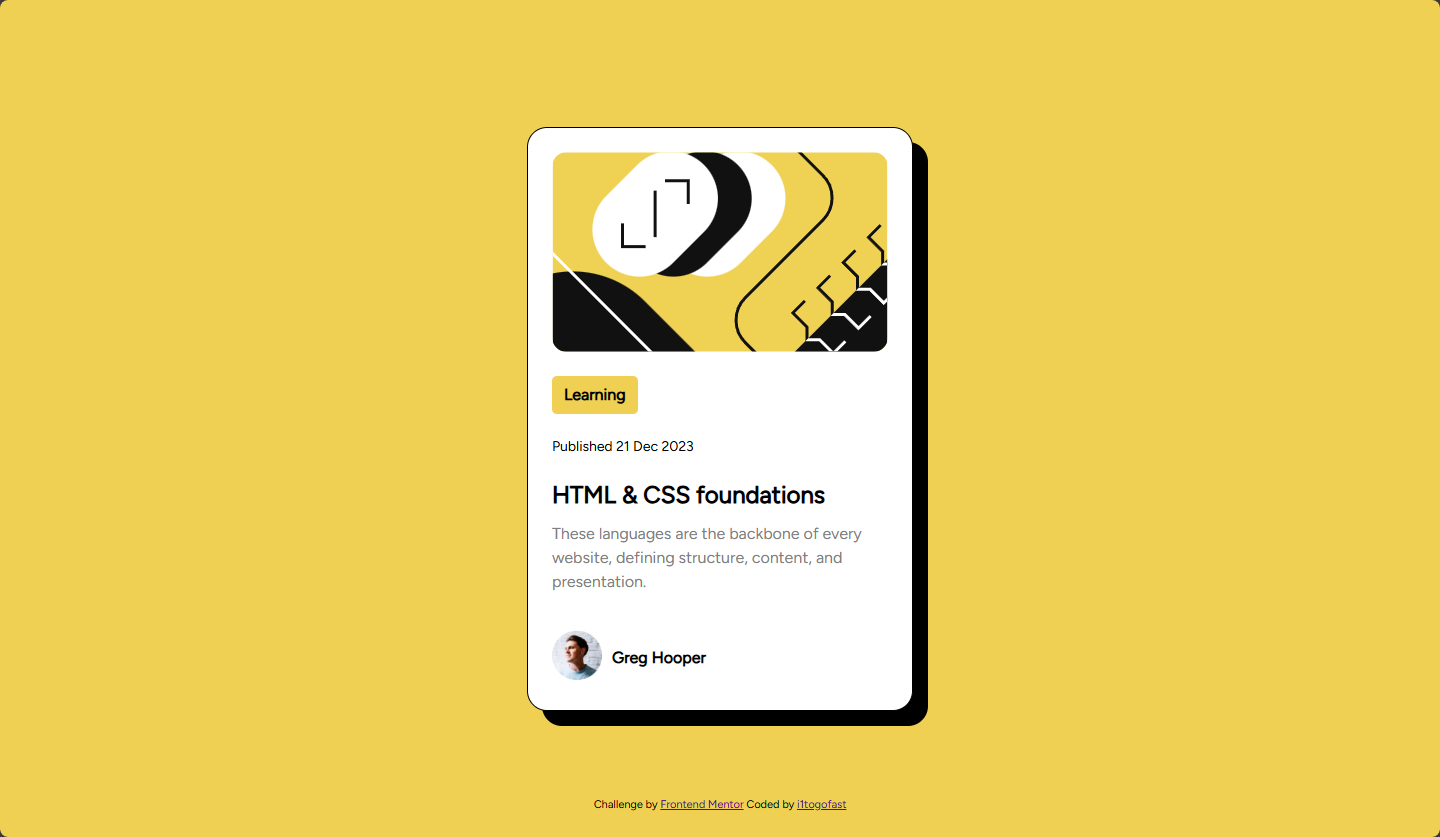 Learning
Published 21 Dec 2023
HTML & CSS foundations
These languages are the backbone of every
website, defining structure, content, and
presentation.
Greg Hooper
Challenge by Frontend Mentor Coded by i1togofast